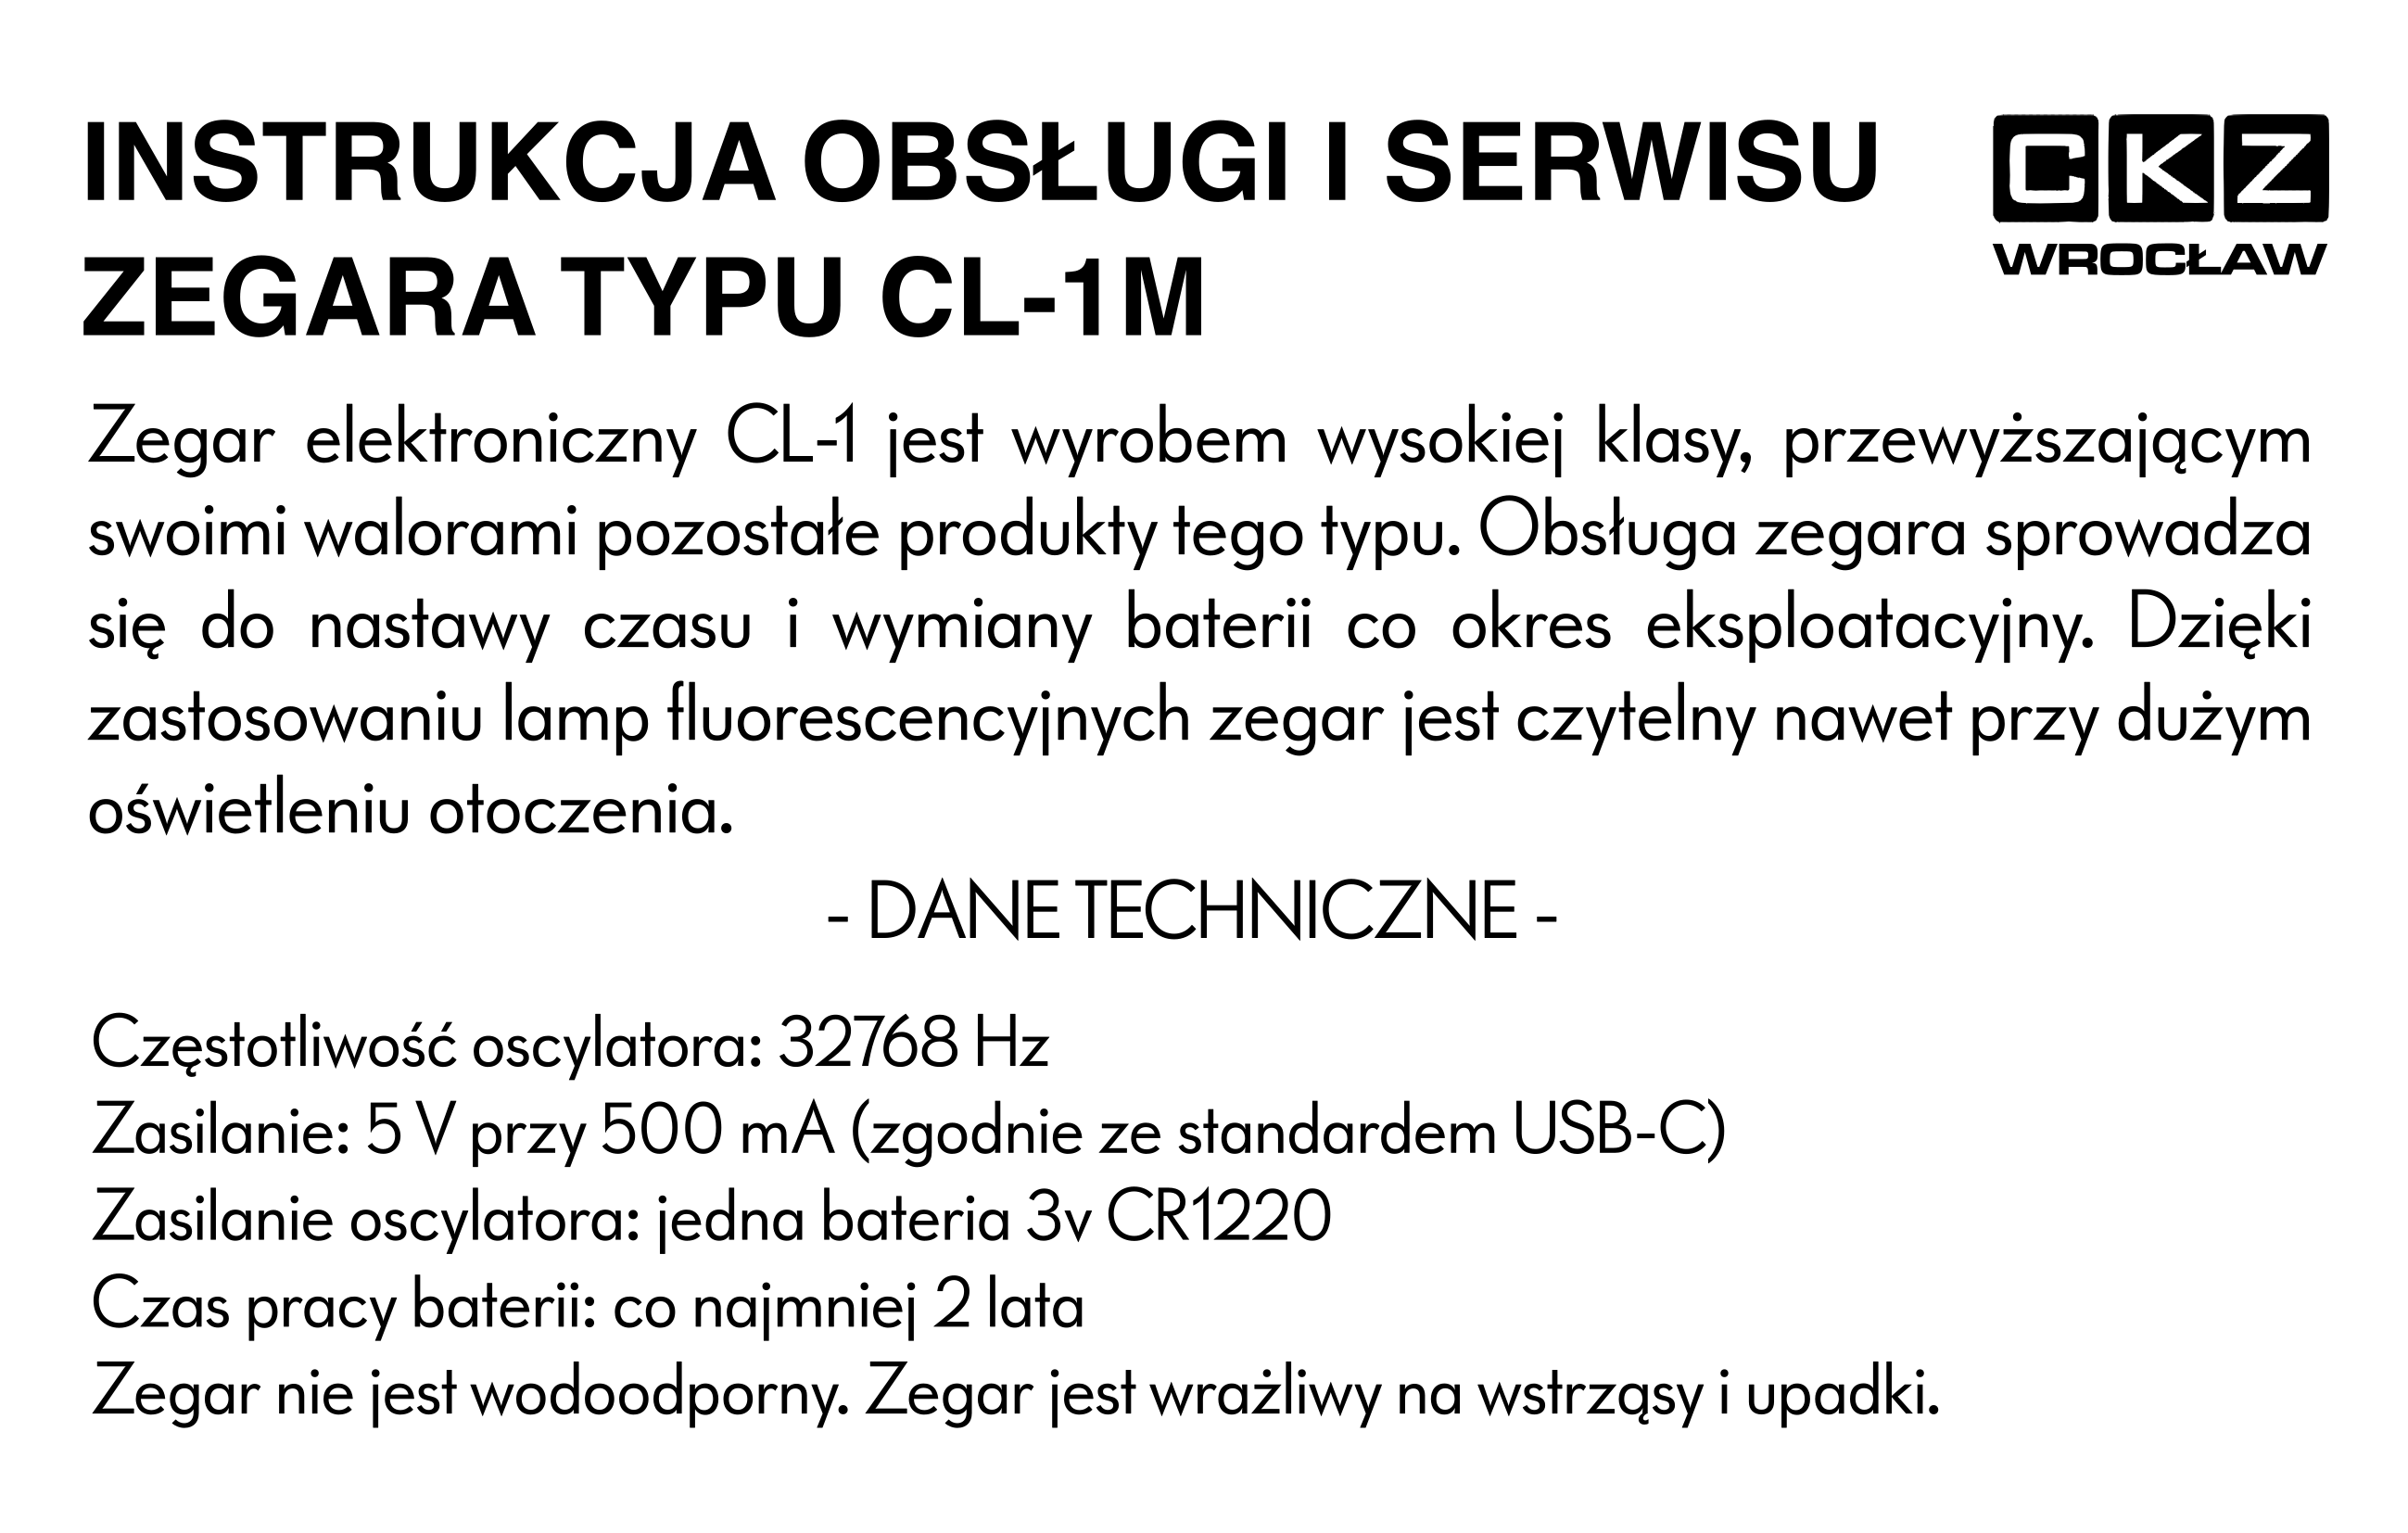 INSTRUKCJA OBSŁUGI I SERWISU
ZEGARA TYPU CL-1M
CKZ
WROCŁAW
Zegar elektroniczny CL-1 jest wyrobem wysokiej klasy, przewyższającym
swoimi walorami pozostałe produkty tego typu. Obsługa zegara sprowadza
się do nastawy czasu i wymiany baterii co okres eksploatacyjny. Dzięki
zastosowaniu lamp fluorescencyjnych zegar jest czytelny nawet przy dużym
oświetleniu otoczenia.
- DANE TECHNICZNE -
Częstotliwość oscylatora: 32768 Hz
Zasilanie: 5 V przy 500 mA (zgodnie ze standardem USB-C)
Zasilanie oscylatora: jedna bateria 3v CR1220
Czas pracy baterii: co najmniej 2 lata
Zegar nie jest wodoodporny. Zegar jest wrażliwy na wstrząsy i upadki.